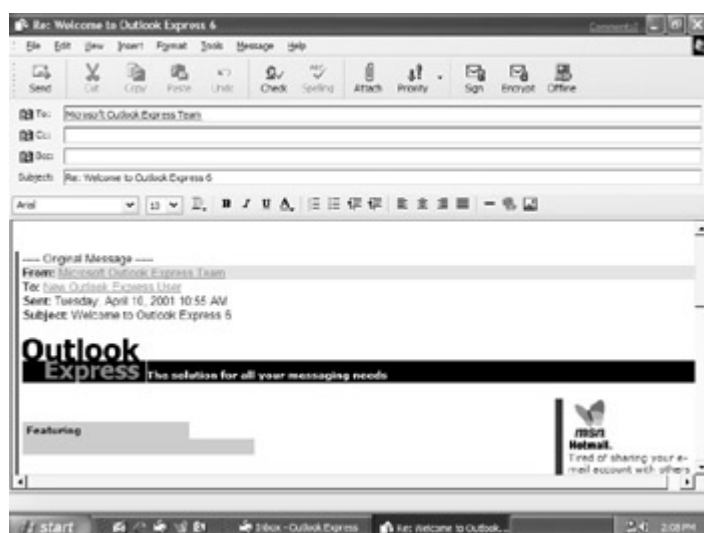 Re: Welcome to Outlook Express 6
File Edit View Insert Format Tools Message Help
Send Cut Copy Paste Undo Check Spelling Attach Priority Sign Encrypt Offline
To: Microsoft Outlook Express Team
Cc:
Bcc:
Subject: Re: Welcome to Outlook Express 6
Arial 10 B I U A
---- Original Message ----
From: Microsoft Outlook Express Team
To: New Outlook Express User
Sent: Tuesday, April 10, 2001 10:55 AM
Subject: Welcome to Outlook Express 6
Outlook
Express The solution for all your messaging needs
Featuring
msn
Hotmail.
Tired of sharing your e-
mail account with others
start Inbox - Outlook Express Re: Welcome to Outlook... 2:08 PM